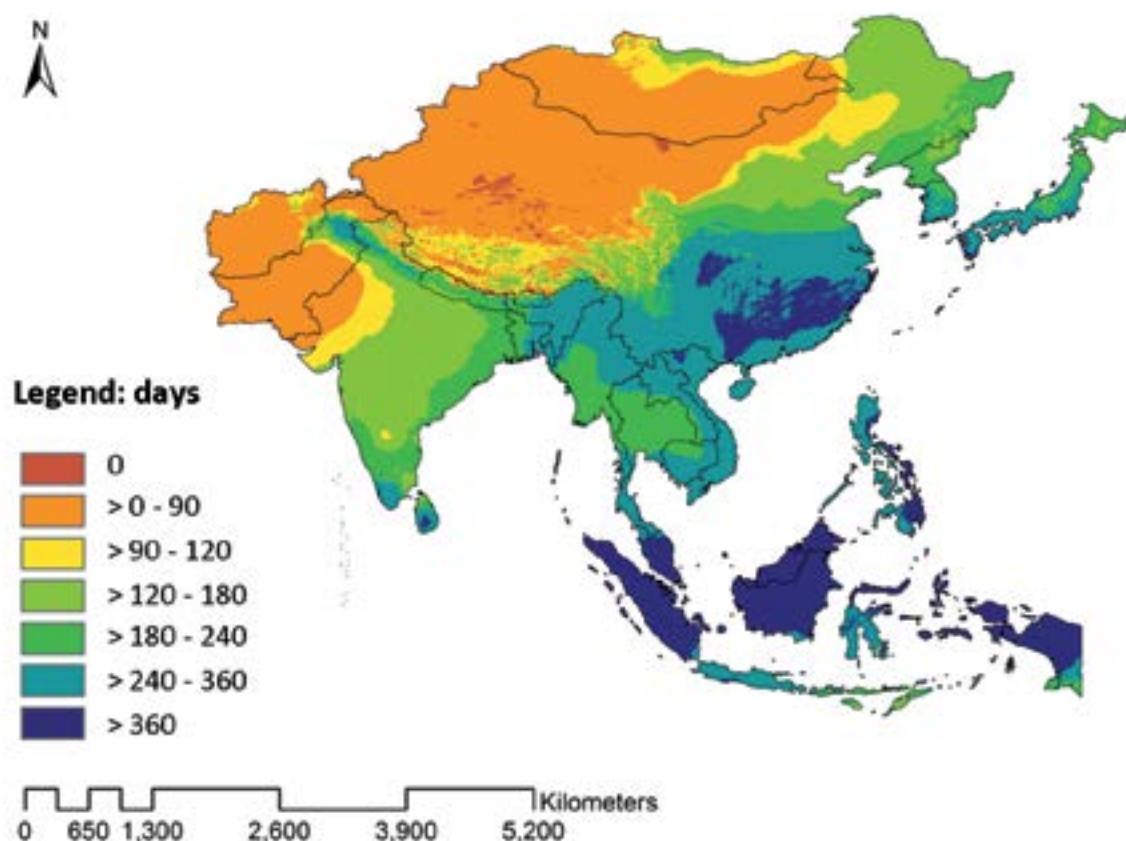 N
Legend: days
0
> 0 - 90
> 90 - 120
> 120 - 180
> 180 - 240
> 240 - 360
> 360
Kilometers
0 650 1,300 2,600 3,900 5,200